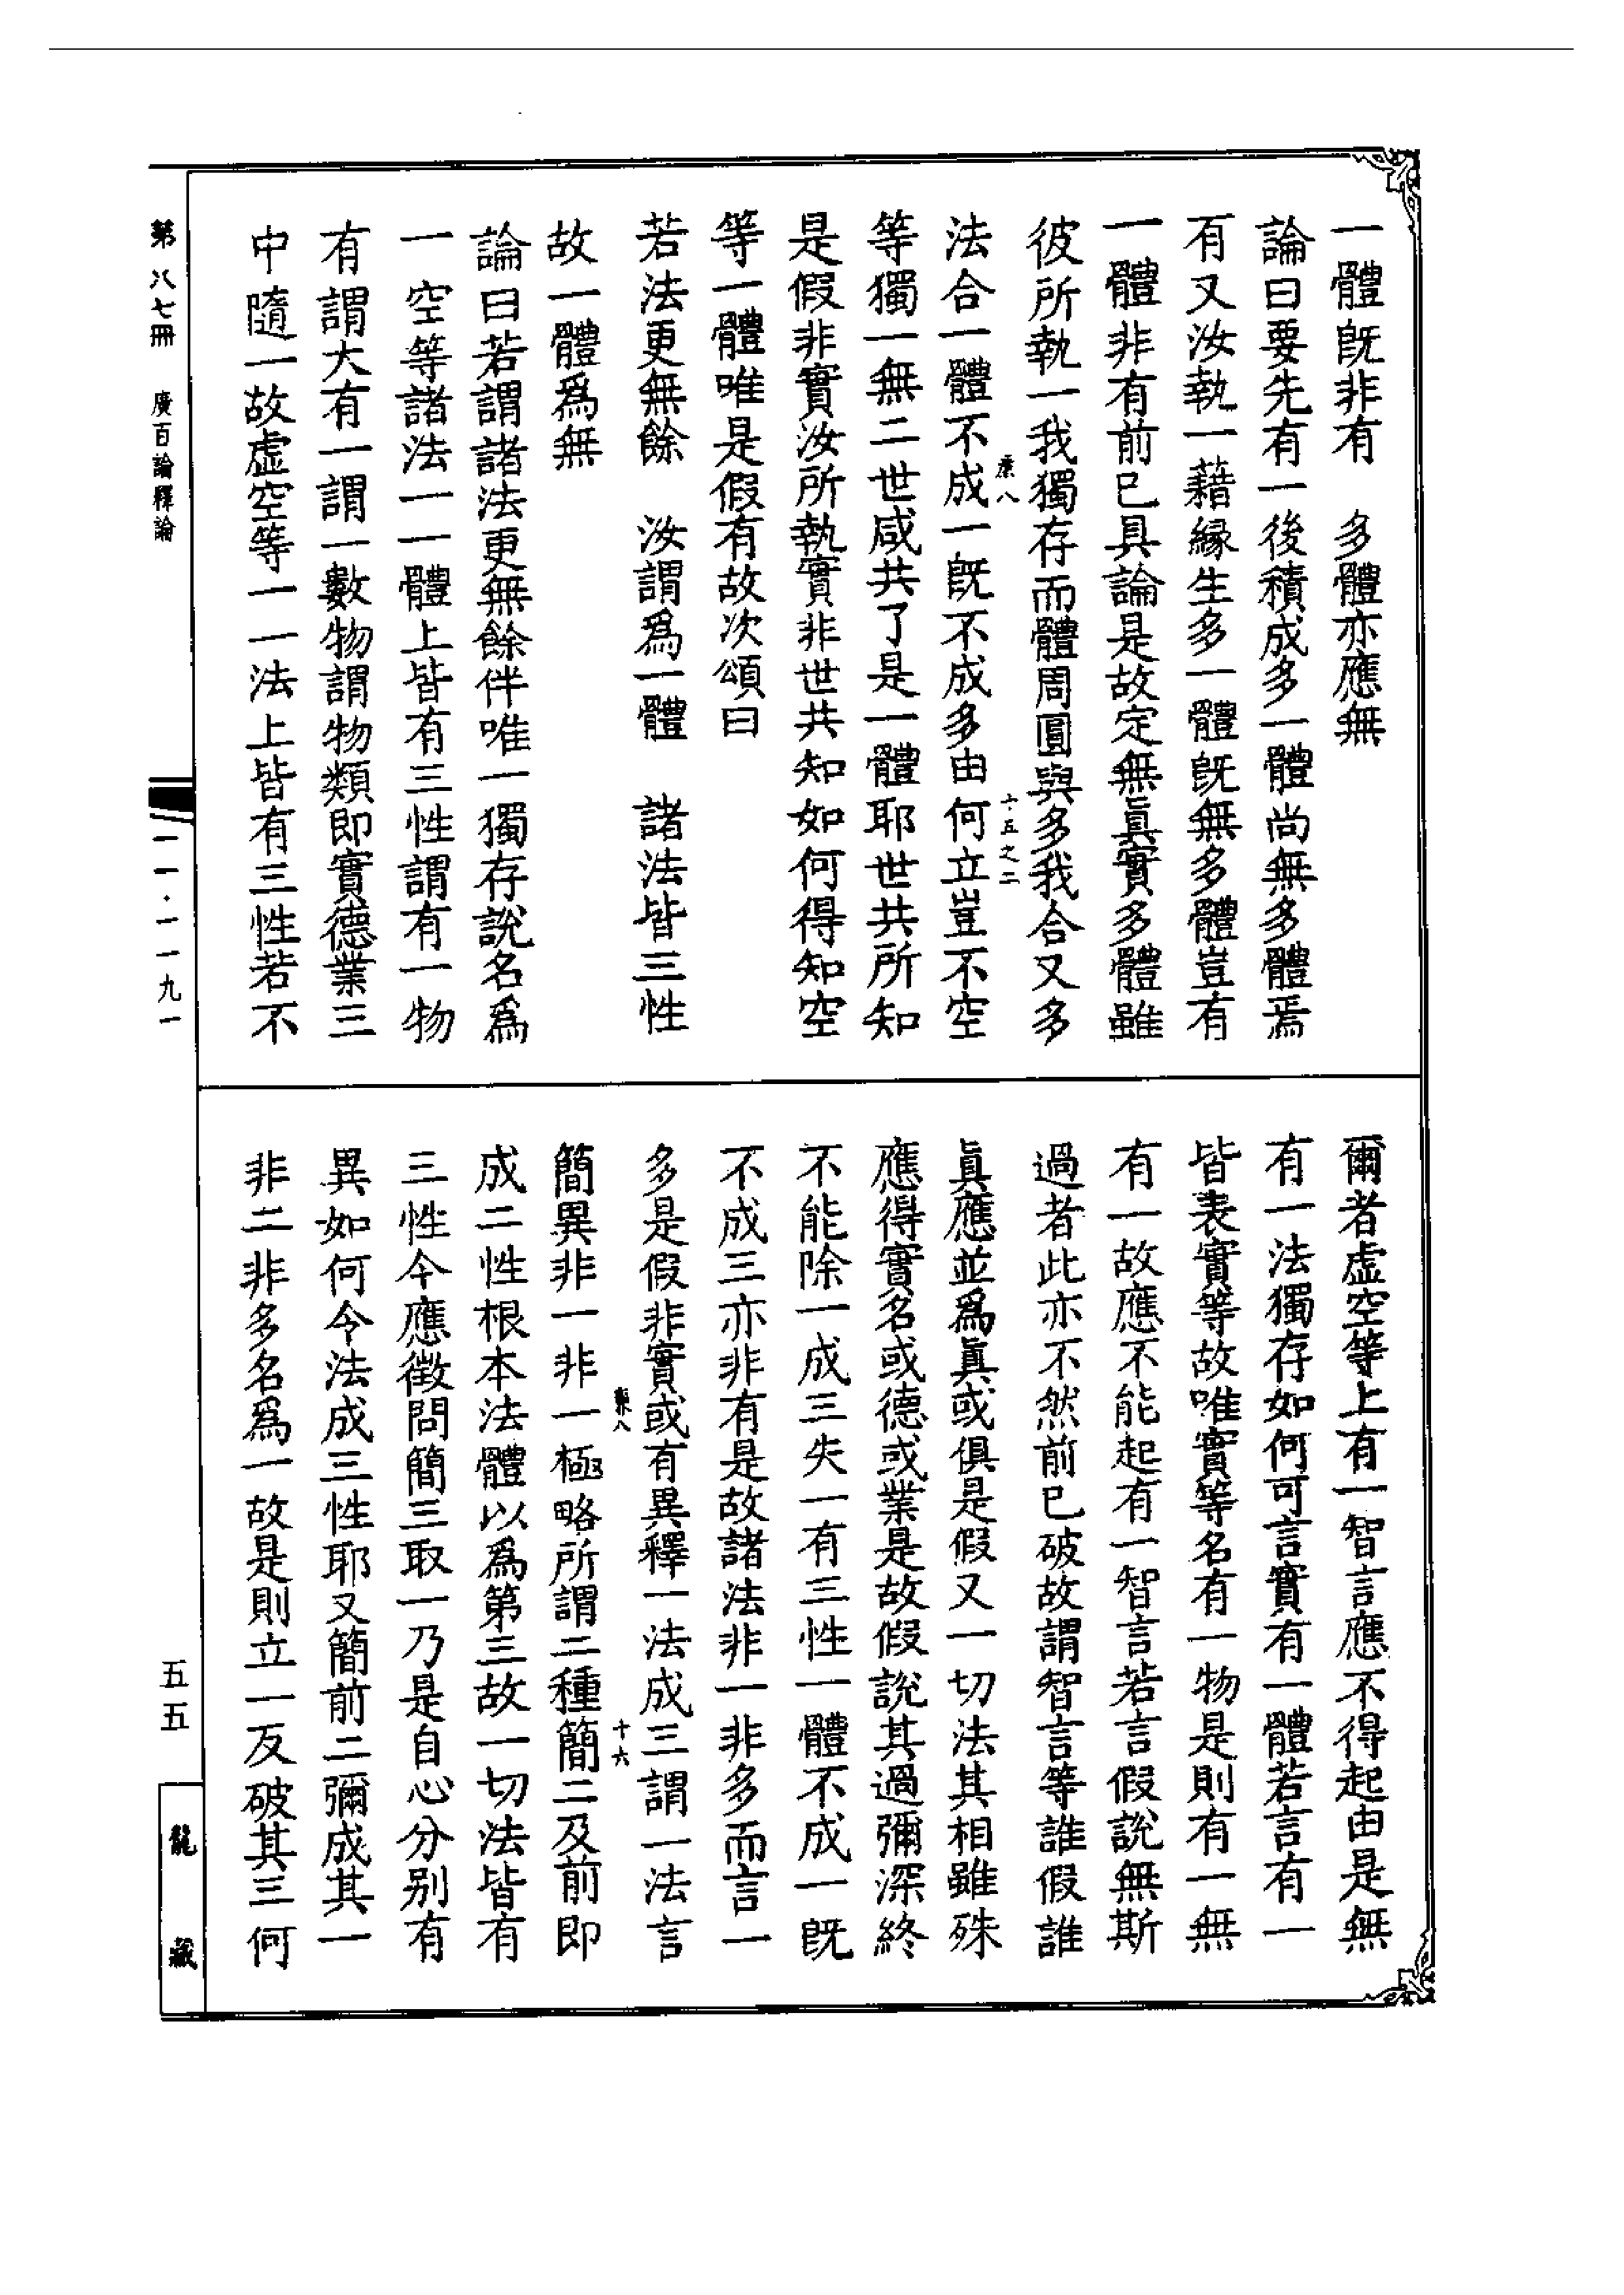 一體既非有　多體亦應無
論曰要先有一後積成多一體尚無多體焉
有又汝執一藉緣生多一體既無多體豈有
一體非有前已具論是故定無真實多體雖
彼所執一我獨存而體周圓與多我合又多
法合一體不成一既不成多由何立豈不空
等獨一無二世咸共了是一體耶世共所知
是假非實汝所執實非世共知如何得知空
等一體唯是假有故次頌曰
若法更無餘　汝謂為一體　諸法皆三性
故一體為無
論曰若謂諸法更無餘伴唯一獨存說名為
一空等諸法一一體上皆有三性謂有一物
有謂大有一謂一數物謂物類即實德業三
中隨一故虛空等一一法上皆有三性若不
爾者虛空等上有一智言應不得起由是無
有一法獨存如何可言實有一體若言有一
皆表實等故唯實等名有一物是則有一無
有一故應不能起有一智言若言假說無斯
過者此亦不然前已破故謂智言等誰假誰
真應並為真或俱是假又一切法其相雖殊
應得實名或德或業是故假說其過彌深終
不能除一成三失一有三性一體不成一既
不成三亦非有是故諸法非一非多而言一
多是假非實或有異釋一法成三謂一法言
簡異非一非一極略所謂二種簡二及前即
成二性根本法體以為第三故一切法皆有
三性今應徵問簡三取一乃是自心分別有
異如何今法成三性耶又簡前二彌成其一
非二非多名為一故是則立一反破其三何
十五之二
十六
第八七冊　廣百論釋論
一一·一一九一
五五
龍藏